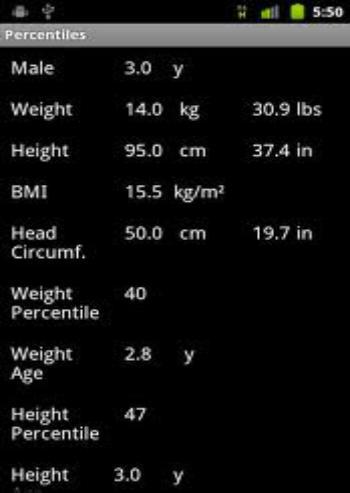 5:50
Percentiles
Male 3.0 y
Weight 14.0 kg 30.9 lbs
Height 95.0 cm 37.4 in
BMI 15.5 kg/m²
Head 50.0 cm 19.7 in
Circumf.
Weight 40
Percentile
Weight 2.8 y
Age
Height 47
Percentile
Height 3.0 y